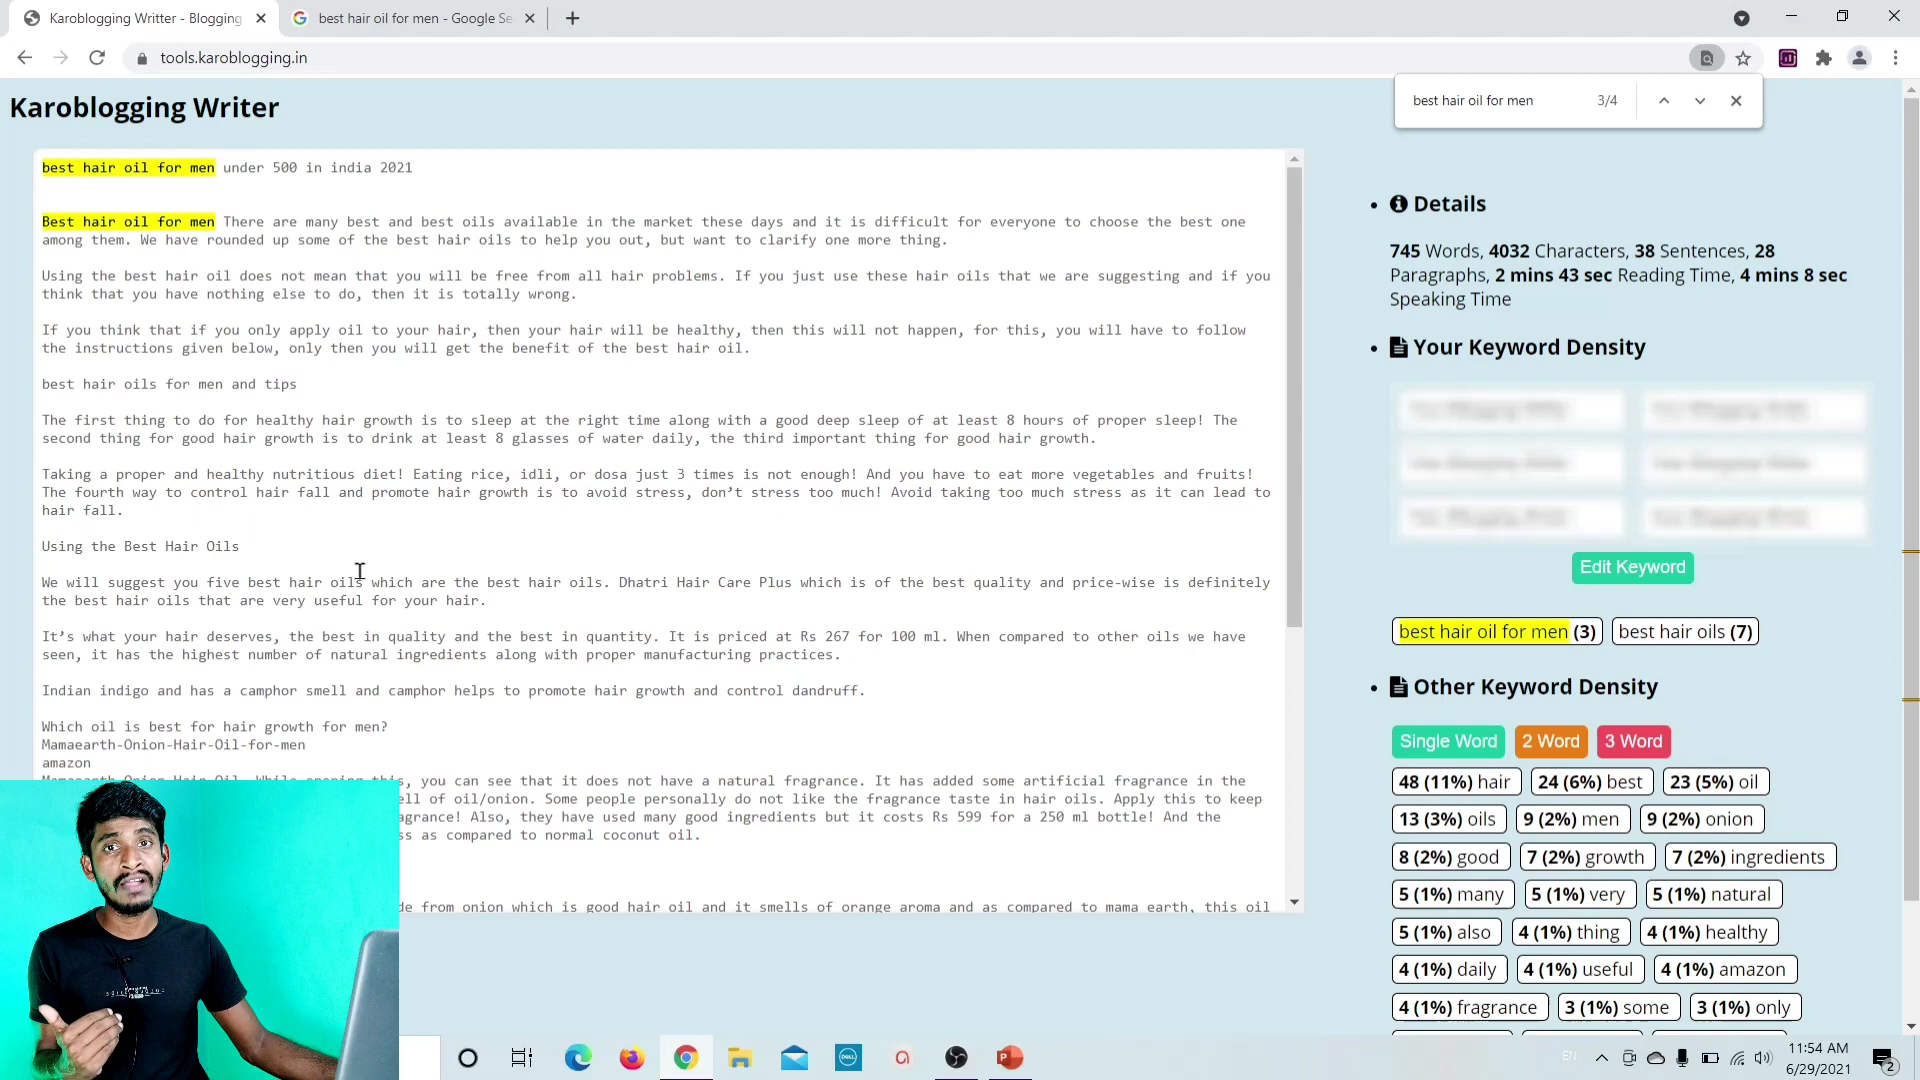 Karoblogging Writter - Blogging
best hair oil for men - Google Se
tools.karoblogging.in
best hair oil for men 3/4
Karoblogging Writer
best hair oil for men under 500 in india 2021
Best hair oil for men There are many best and best oils available in the market these days and it is difficult for everyone to choose the best one
among them. We have rounded up some of the best hair oils to help you out, but want to clarify one more thing.
Using the best hair oil does not mean that you will be free from all hair problems. If you just use these hair oils that we are suggesting and if you
think that you have nothing else to do, then it is totally wrong.
If you think that if you only apply oil to your hair, then your hair will be healthy, then this will not happen, for this, you will have to follow
the instructions given below, only then you will get the benefit of the best hair oil.
best hair oils for men and tips
The first thing to do for healthy hair growth is to sleep at the right time along with a good deep sleep of at least 8 hours of proper sleep! The
second thing for good hair growth is to drink at least 8 glasses of water daily, the third important thing for good hair growth.
Taking a proper and healthy nutritious diet! Eating rice, idli, or dosa just 3 times is not enough! And you have to eat more vegetables and fruits!
The fourth way to control hair fall and promote hair growth is to avoid stress, don’t stress too much! Avoid taking too much stress as it can lead to
hair fall.
Using the Best Hair Oils
We will suggest you five best hair oils which are the best hair oils. Dhatri Hair Care Plus which is of the best quality and price-wise is definitely
the best hair oils that are very useful for your hair.
It’s what your hair deserves, the best in quality and the best in quantity. It is priced at Rs 267 for 100 ml. When compared to other oils we have
seen, it has the highest number of natural ingredients along with proper manufacturing practices.
Indian indigo and has a camphor smell and camphor helps to promote hair growth and control dandruff.
Which oil is best for hair growth for men?
Mamaearth-Onion-Hair-Oil-for-men
amazon
Mamaearth Onion Hair Oil. While opening this, you can see that it does not have a natural fragrance. It has added some artificial fragrance in the
ell of oil/onion. Some people personally do not like the fragrance taste in hair oils. Apply this to keep
agrance! Also, they have used many good ingredients but it costs Rs 599 for a 250 ml bottle! And the
ss as compared to normal coconut oil.
de from onion which is good hair oil and it smells of orange aroma and as compared to mama earth, this oil
Details
745 Words, 4032 Characters, 38 Sentences, 28
Paragraphs, 2 mins 43 sec Reading Time, 4 mins 8 sec
Speaking Time
Your Keyword Density
Edit Keyword
best hair oil for men (3) best hair oils (7)
Other Keyword Density
Single Word 2 Word 3 Word
48 (11%) hair 24 (6%) best 23 (5%) oil
13 (3%) oils 9 (2%) men 9 (2%) onion
8 (2%) good 7 (2%) growth 7 (2%) ingredients
5 (1%) many 5 (1%) very 5 (1%) natural
5 (1%) also 4 (1%) thing 4 (1%) healthy
4 (1%) daily 4 (1%) useful 4 (1%) amazon
4 (1%) fragrance 3 (1%) some 3 (1%) only
DELL
EN
11:54 AM
6/29/2021
2